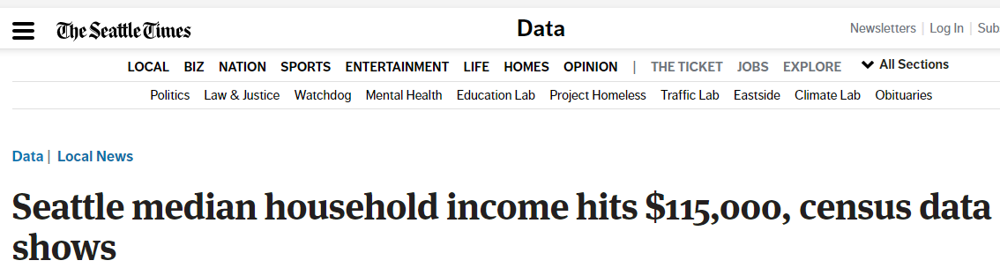 The Seattle Times Data Newsletters | Log In | Sub
LOCAL BIZ NATION SPORTS ENTERTAINMENT LIFE HOMES OPINION | THE TICKET JOBS EXPLORE All Sections
Politics Law & Justice Watchdog Mental Health Education Lab Project Homeless Traffic Lab Eastside Climate Lab Obituaries
Data | Local News
Seattle median household income hits $115,000, census data
shows